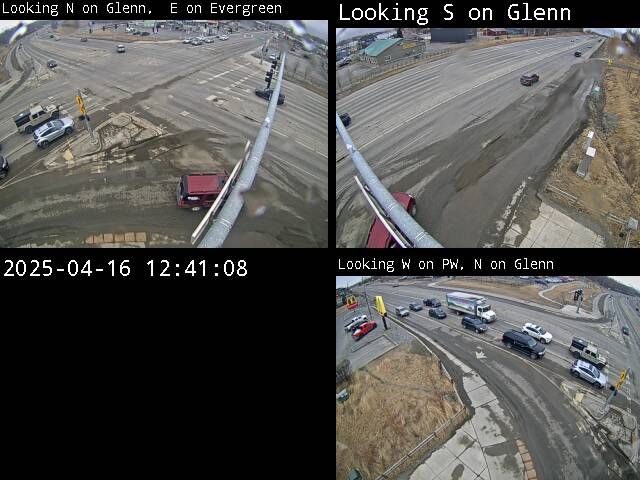 Looking N on Glenn,  E on Evergreen
Looking S on Glenn
2025-04-16 12:41:08
Looking W on PW, N on Glenn